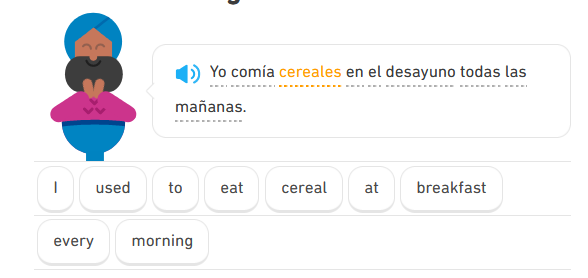 Yo comía cereales en el desayuno todas las
mañanas.
I used to eat cereal at breakfast
every morning